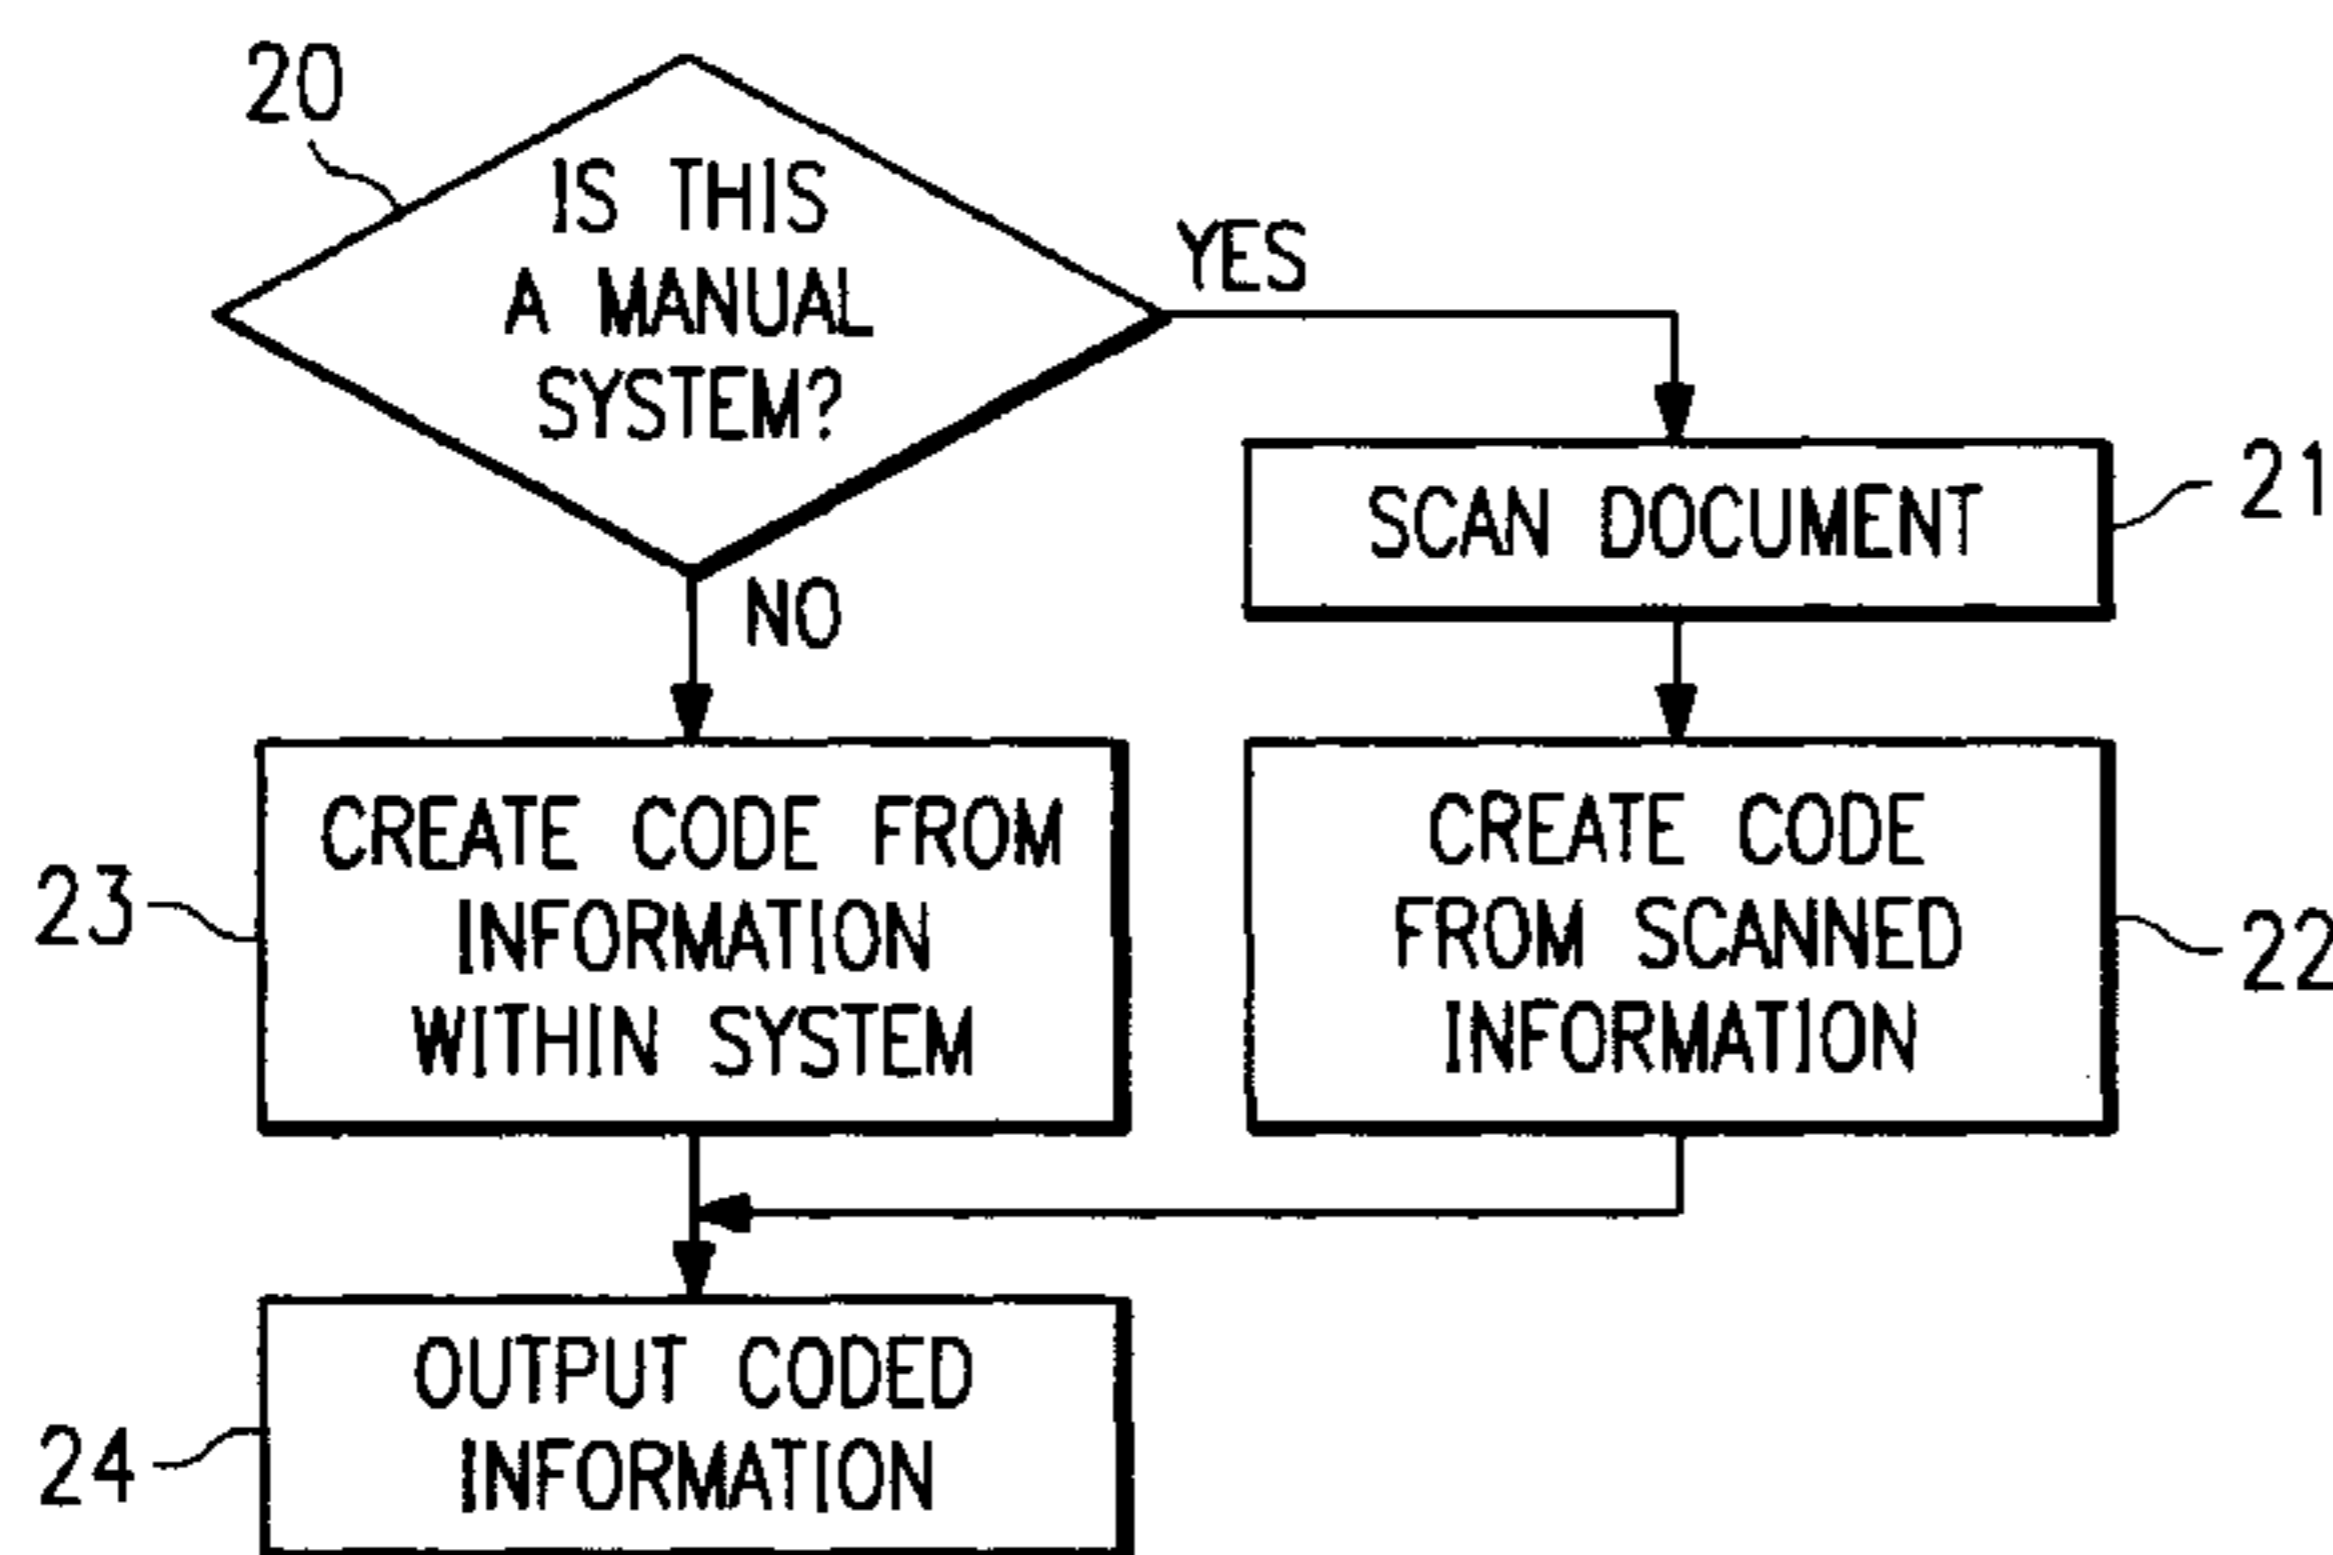 20
IS THIS
A MANUAL
SYSTEM?
YES
NO
SCAN DOCUMENT
21
CREATE CODE FROM
INFORMATION
WITHIN SYSTEM
23
CREATE CODE
FROM SCANNED
INFORMATION
22
OUTPUT CODED
INFORMATION
24